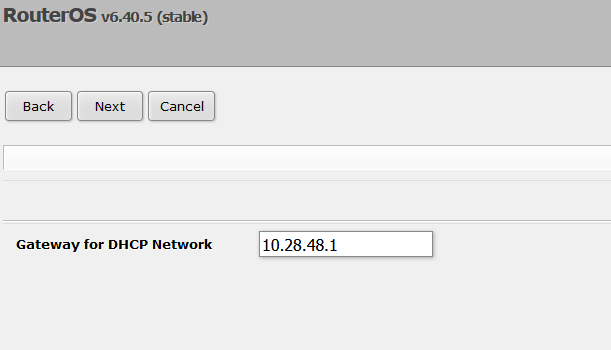 RouterOS v6.40.5 (stable)
Back Next Cancel
Gateway for DHCP Network 10.28.48.1